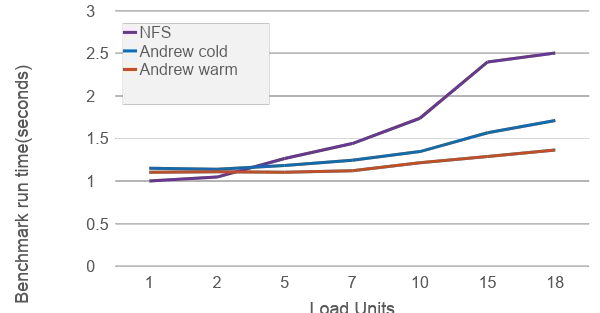 3
2.5
2
1.5
1
0.5
0
NFS
Andrew cold
Andrew warm
Benchmark run time(seconds)
1 2 5 7 10 15 18
Load Units